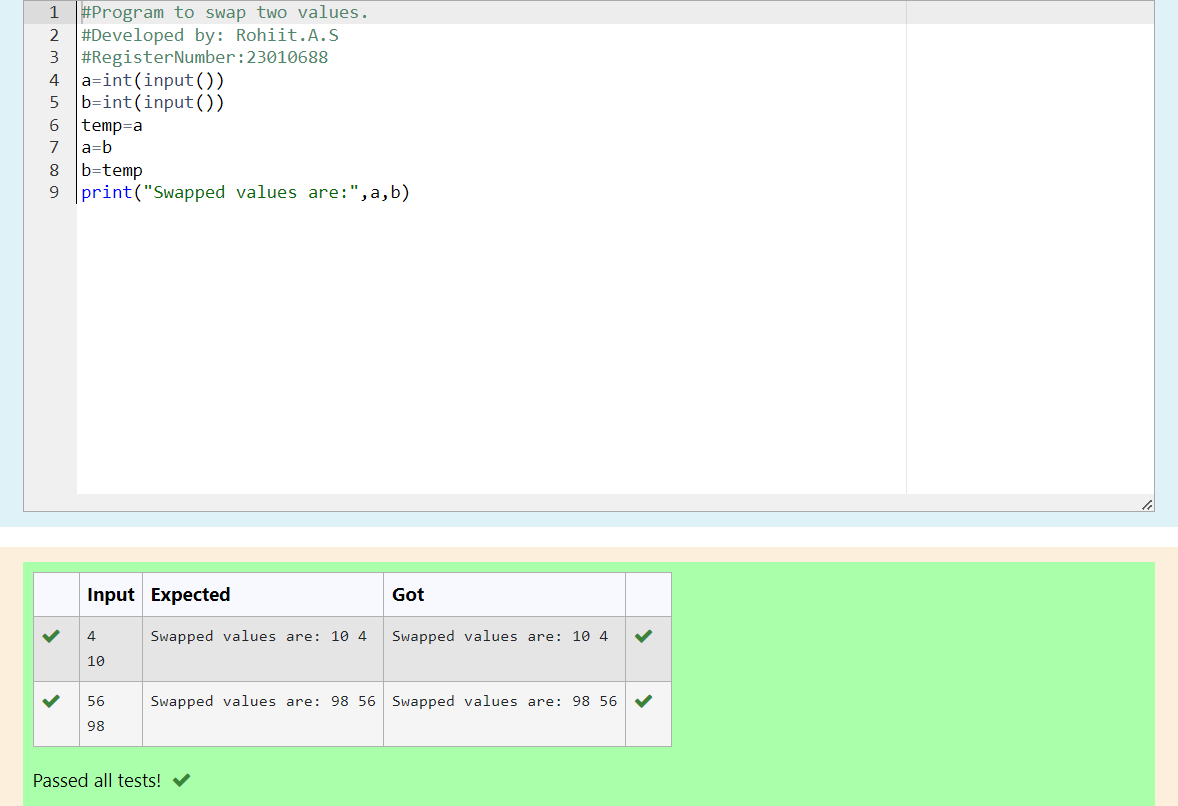 1 #Program to swap two values.
2 #Developed by: Rohiit.A.S
3 #RegisterNumber:23010688
4 a=int(input())
5 b=int(input())
6 temp=a
7 a=b
8 b=temp
9 print("Swapped values are:",a,b)
Input Expected Got
4 Swapped values are: 10 4 Swapped values are: 10 4
10
56 Swapped values are: 98 56 Swapped values are: 98 56
98
Passed all tests!